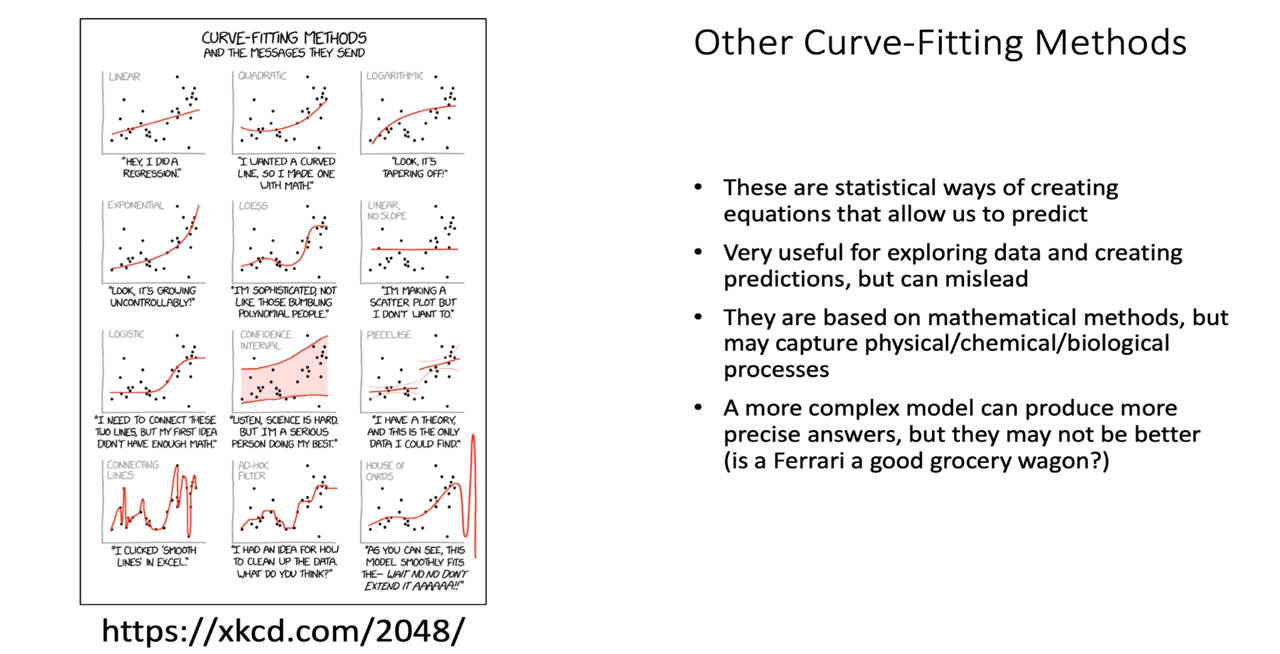 CURVE-FITTING METHODS
AND THE MESSAGES THEY SEND
LINEAR
"HEY, I DID A
REGRESSION."
QUADRATIC
"I WANTED A CURVED
LINE, SO I MADE ONE
WITH MATH."
LOGARITHMIC
"LOOK, IT'S
TAPERING OFF!"
EXPONENTIAL
"LOOK, IT'S GROWING
UNCONTROLLABLY!"
LOESS
"I'M SOPHISTICATED, NOT
LIKE THOSE BUMBLING
POLYNOMIAL PEOPLE."
LINEAR,
NO SLOPE
"I'M MAKING A
SCATTER PLOT BUT
I DON'T WANT TO."
LOGISTIC
"I NEED TO CONNECT THESE
TWO LINES, BUT MY FIRST IDEA
DIDN'T HAVE ENOUGH MATH."
CONFIDENCE
INTERVAL
"LISTEN, SCIENCE IS HARD.
BUT I'M A SERIOUS
PERSON DOING MY BEST."
PIECEWISE
"I HAVE A THEORY,
AND THIS IS THE ONLY
DATA I COULD FIND."
CONNECTING
LINES
"I CLICKED 'SMOOTH
LINES' IN EXCEL."
AD-HOC
FILTER
"I HAD AN IDEA FOR HOW
TO CLEAN UP THE DATA.
WHAT DO YOU THINK?"
HOUSE OF
CARDS
"AS YOU CAN SEE, THIS
MODEL SMOOTHLY FITS
THE- WAIT NO NO DON'T
EXTEND IT AAAAAA!!"
https://xkcd.com/2048/
Other Curve-Fitting Methods
• These are statistical ways of creating
equations that allow us to predict
• Very useful for exploring data and creating
predictions, but can mislead
• They are based on mathematical methods, but
may capture physical/chemical/biological
processes
• A more complex model can produce more
precise answers, but they may not be better
(is a Ferrari a good grocery wagon?)